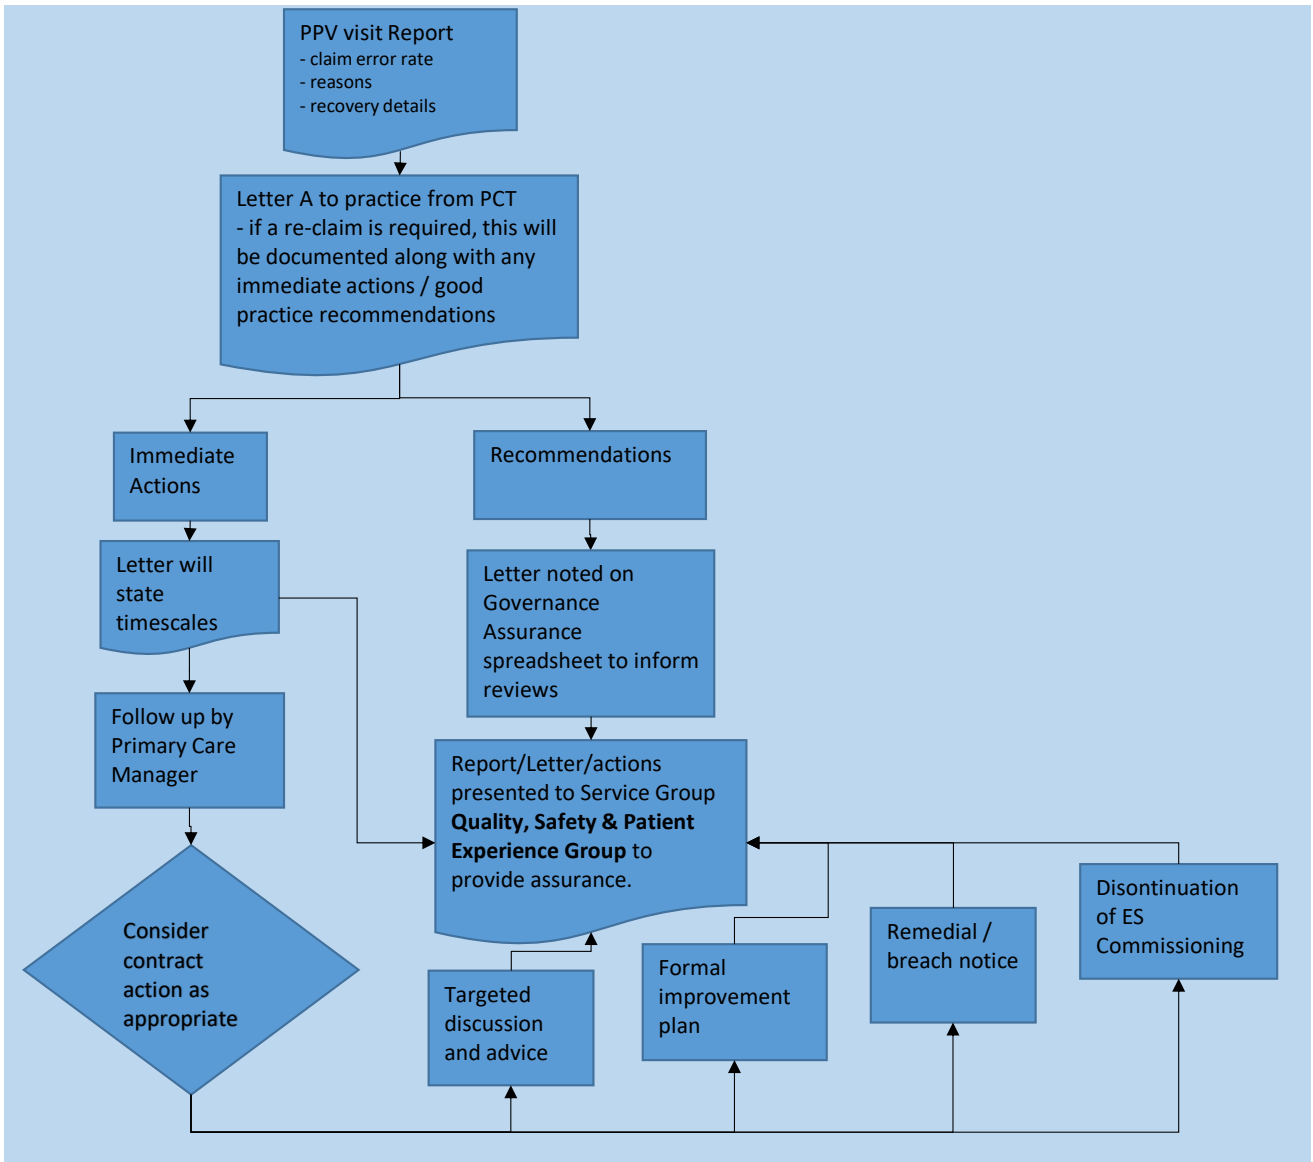 PPV visit Report
- claim error rate
- reasons
- recovery details
Letter A to practice from PCT
- if a re-claim is required, this will
be documented along with any
immediate actions / good
practice recommendations
Immediate
Actions
Recommendations
Letter will
state
timescales
Letter noted on
Governance
Assurance
spreadsheet to inform
reviews
Follow up by
Primary Care
Manager
Report/Letter/actions
presented to Service Group
Quality, Safety & Patient
Experience Group to
provide assurance.
Consider
contract
action as
appropriate
Targeted
discussion
and advice
Formal
improvement
plan
Remedial /
breach notice
Disontinuation
of ES
Commissioning